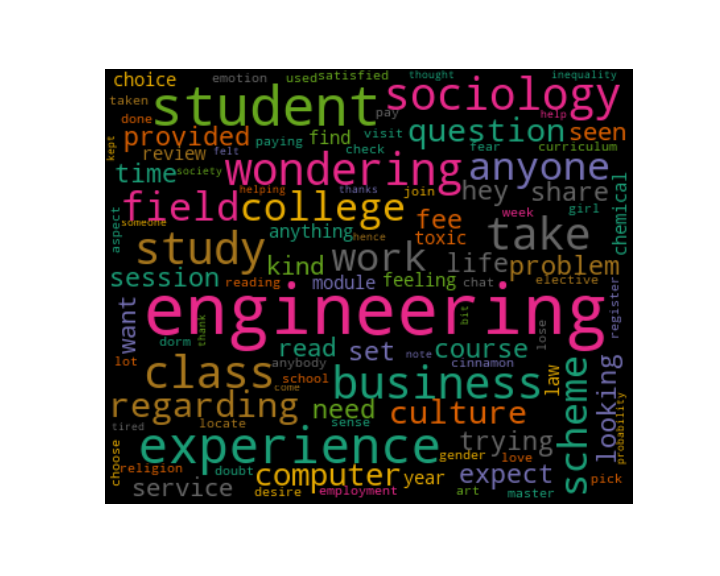 choice emotion used satisfied thought inequality
taken student pay sociology help
done provided paying find visit question fear seen
kept review felt check curriculum
time society wondering anyone
helping thanks join hey share
field college week girl chemical
aspect someone anything fee take
study hence toxic
kind work life problem
session reading module feeling chat elective
want engineering bit register
thank lose
dorm read set note course
lot anybody cinnamon
class school come business law scheme looking
regarding locate need culture probability
tired sense
experience trying
choose religion doubt computer gender love expect
service desire year employment art master pick